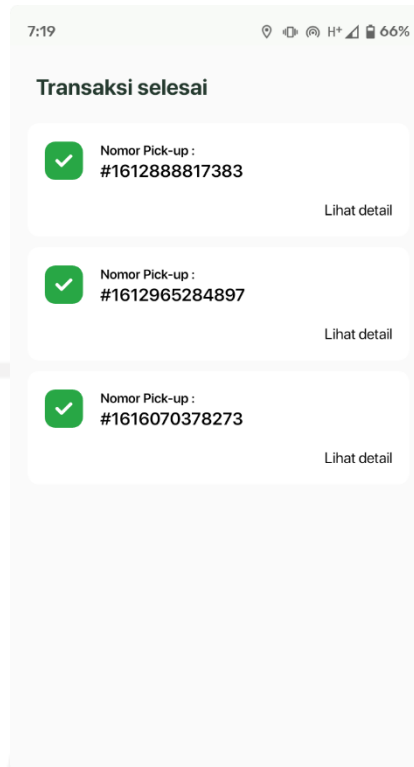 7:19 H+ 66%
Transaksi selesai
Nomor Pick-up :
#1612888817383
Lihat detail
Nomor Pick-up :
#1612965284897
Lihat detail
Nomor Pick-up :
#1616070378273
Lihat detail